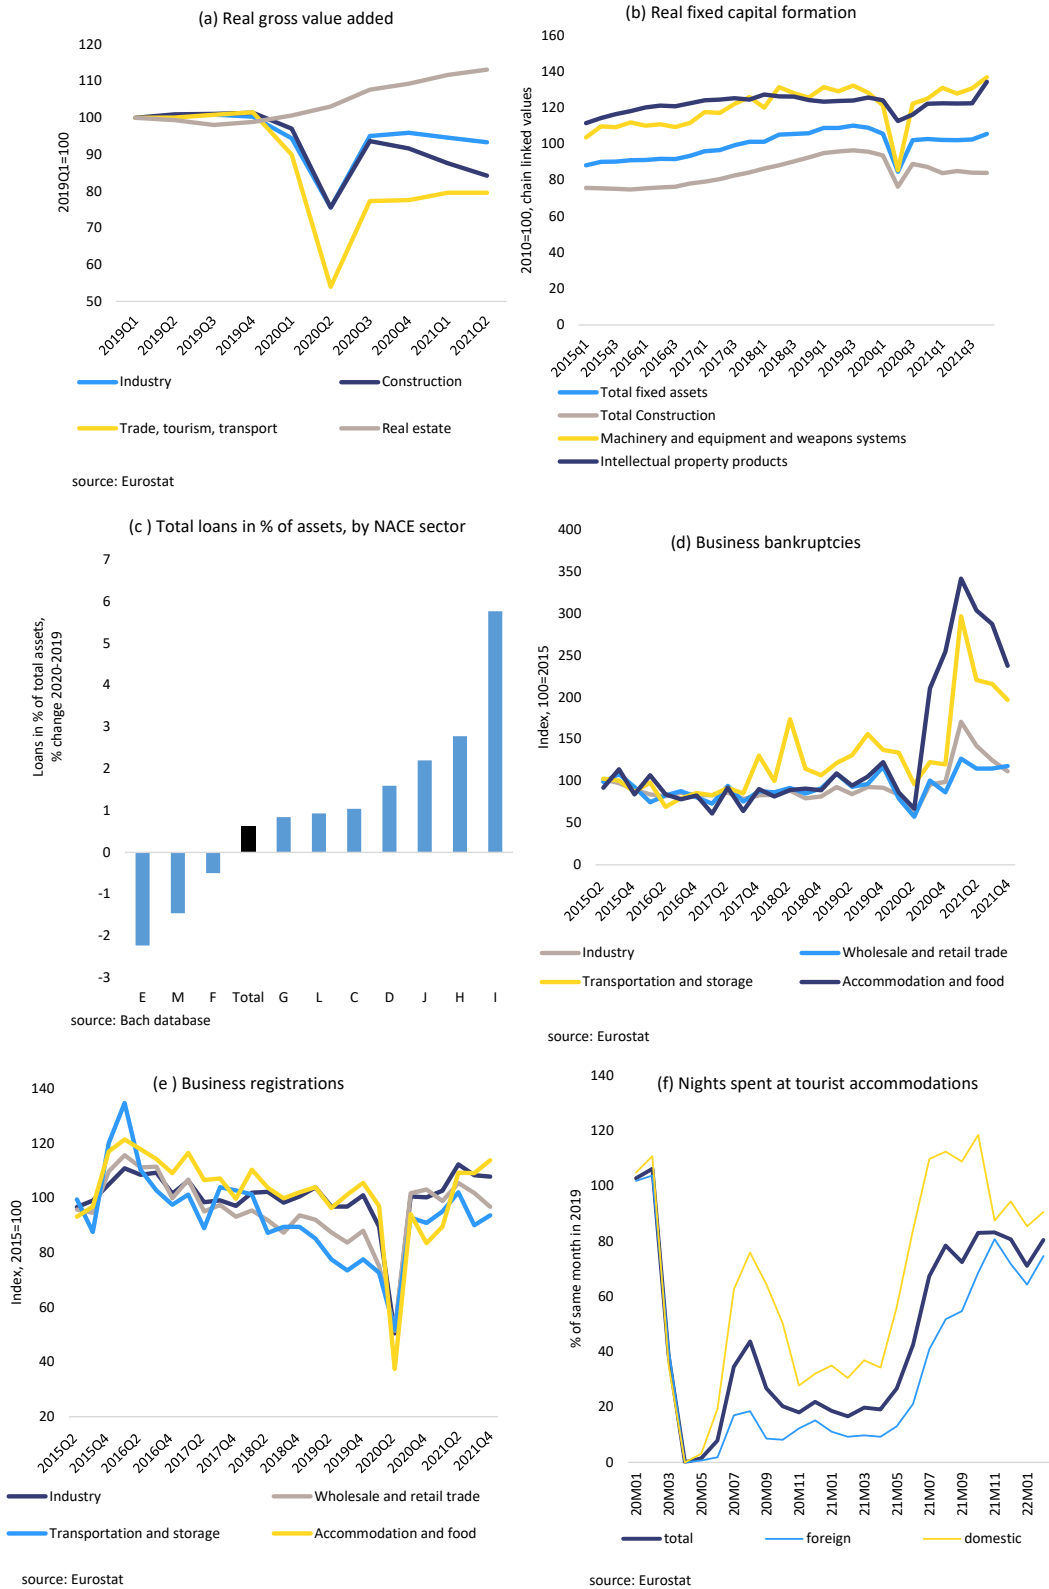 (a) Real gross value added
2019Q1=100
120
110
100
90
80
70
60
50
2019Q1
2019Q2
2019Q3
2019Q4
2020Q1
2020Q2
2020Q3
2020Q4
2021Q1
2021Q2
Industry
Construction
Trade, tourism, transport
Real estate
source: Eurostat
(b) Real fixed capital formation
2010=100, chain linked values
160
140
120
100
80
60
40
20
0
2015q1
2015q3
2016q1
2016q3
2017q1
2017q3
2018q1
2018q3
2019q1
2019q3
2020q1
2020q3
2021q1
2021q3
Total fixed assets
Total Construction
Machinery and equipment and weapons systems
Intellectual property products
(c ) Total loans in % of assets, by NACE sector
Loans in % of total assets,
% change 2020-2019
7
6
5
4
3
2
1
0
-1
-2
-3
E
M
F
Total
G
L
C
D
J
H
I
source: Bach database
(d) Business bankruptcies
Index, 100=2015
400
350
300
250
200
150
100
50
0
2015Q2
2015Q4
2016Q2
2016Q4
2017Q2
2017Q4
2018Q2
2018Q4
2019Q2
2019Q4
2020Q2
2020Q4
2021Q2
2021Q4
Industry
Wholesale and retail trade
Transportation and storage
Accommodation and food
source: Eurostat
(e ) Business registrations
Index, 2015=100
140
120
100
80
60
40
20
2015Q2
2015Q4
2016Q2
2016Q4
2017Q2
2017Q4
2018Q2
2018Q4
2019Q2
2019Q4
2020Q2
2020Q4
2021Q2
2021Q4
Industry
Wholesale and retail trade
Transportation and storage
Accommodation and food
source: Eurostat
(f) Nights spent at tourist accommodations
% of same month in 2019
140
120
100
80
60
40
20
0
20M01
20M03
20M05
20M07
20M09
20M11
21M01
21M03
21M05
21M07
21M09
21M11
22M01
total
foreign
domestic
source: Eurostat